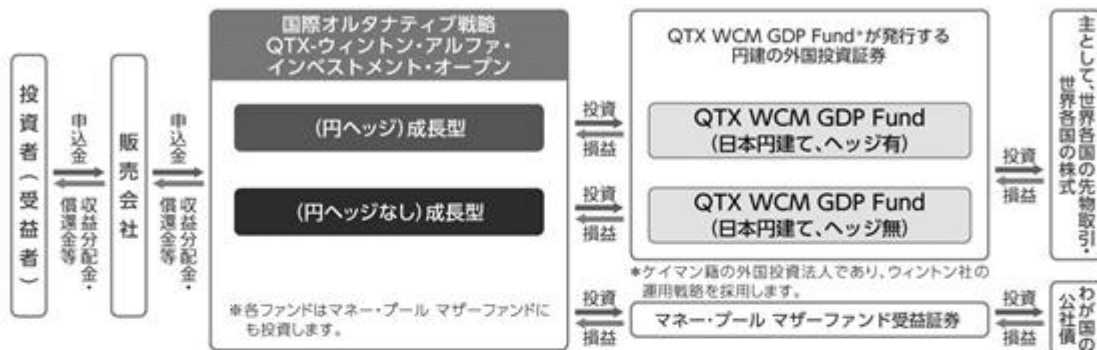 投資者（受益者）
申込金
収益分配金・
償還金等
販売会社
申込金
収益分配金・
償還金等
国際オルタナティブ戦略
QTX-ウィントン・アルファ・
インベストメント・オープン
（円ヘッジ）成長型
（円ヘッジなし）成長型
※各ファンドはマネー・プール マザーファンドに
も投資します。
投資
損益
投資
損益
QTX WCM GDP Fund*が発行する
円建の外国投資証券
QTX WCM GDP Fund
（日本円建て、ヘッジ有）
QTX WCM GDP Fund
（日本円建て、ヘッジ無）
*ケイマン籍の外国投資法人であり、ウィントン社の
運用戦略を採用します。
投資
損益
主として、世界各国の先物取引・
世界各国の株式
投資
損益
マネー・プール マザーファンド受益証券
投資
損益
わが国の
公社債